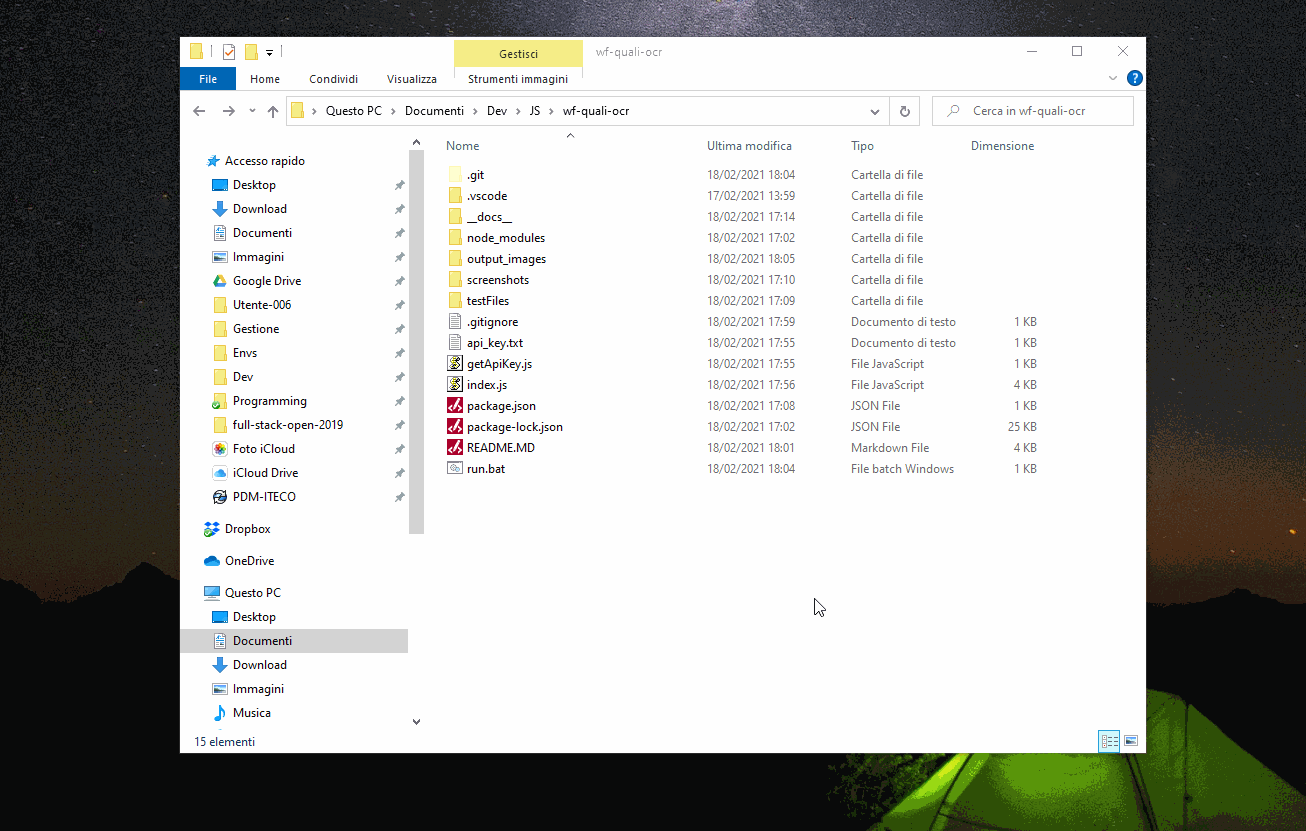 Gestisci
wf-quali-ocr
File
Home
Condividi
Visualizza
Strumenti immagini
?
Questo PC
Documenti
Dev
JS
wf-quali-ocr
Cerca in wf-quali-ocr
Accesso rapido
Desktop
Download
Documenti
Immagini
Google Drive
Utente-006
Gestione
Envs
Dev
Programming
full-stack-open-2019
Foto iCloud
iCloud Drive
PDM-ITECO
Dropbox
OneDrive
Questo PC
Desktop
Documenti
Download
Immagini
Musica
Nome Ultima modifica Tipo Dimensione
.git 18/02/2021 18:04 Cartella di file
.vscode 17/02/2021 13:59 Cartella di file
__docs__ 18/02/2021 17:14 Cartella di file
node_modules 18/02/2021 17:02 Cartella di file
output_images 18/02/2021 18:05 Cartella di file
screenshots 18/02/2021 17:10 Cartella di file
testFiles 18/02/2021 17:09 Cartella di file
.gitignore 18/02/2021 17:59 Documento di testo 1 KB
api_key.txt 18/02/2021 17:55 Documento di testo 1 KB
getApiKey.js 18/02/2021 17:55 File JavaScript 1 KB
index.js 18/02/2021 17:56 File JavaScript 4 KB
package.json 18/02/2021 17:08 JSON File 1 KB
package-lock.json 18/02/2021 17:02 JSON File 25 KB
README.MD 18/02/2021 18:01 Markdown File 4 KB
run.bat 18/02/2021 18:04 File batch Windows 1 KB
15 elementi